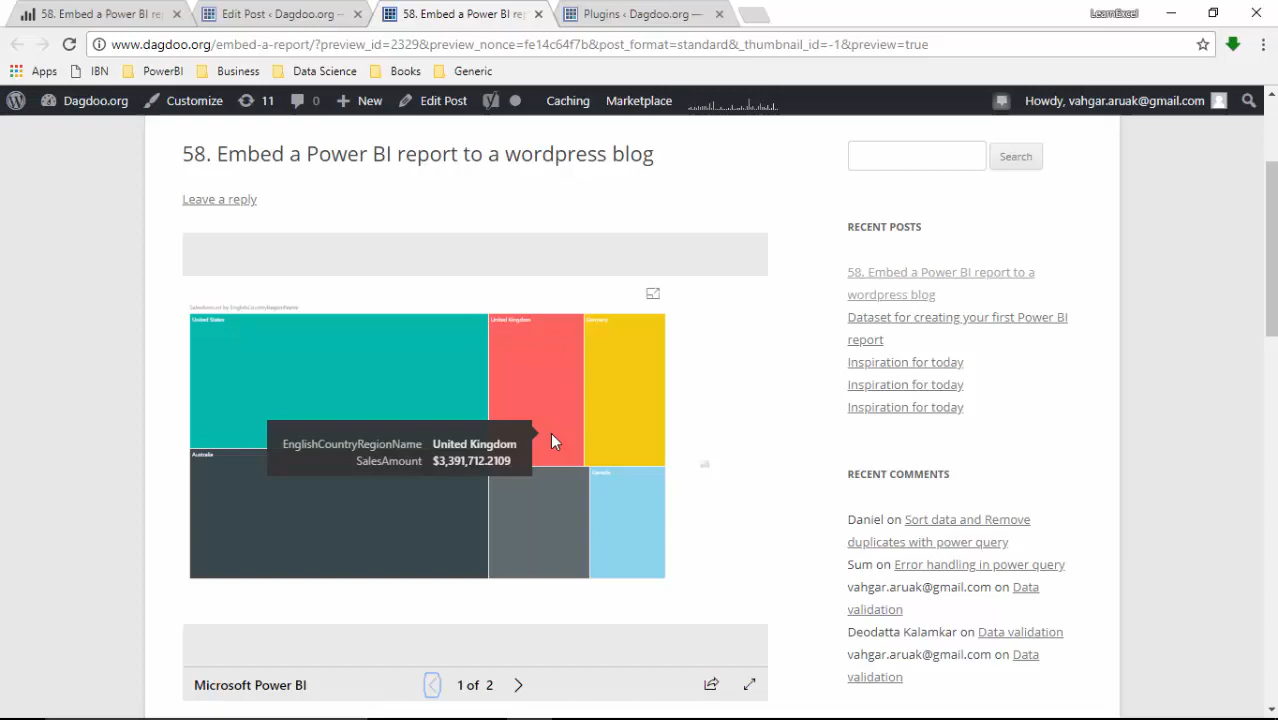 58. Embed a Power BI re
Edit Post ‹ Dagdoo.org —
58. Embed a Power BI re
Plugins ‹ Dagdoo.org —
LearnExcel
www.dagdoo.org/embed-a-report/?preview_id=2329&preview_nonce=fe14c64f7b&post_format=standard&_thumbnail_id=-1&preview=true
Apps IBN PowerBI Business Data Science Books Generic
Dagdoo.org Customize 11 0 New Edit Post Caching Marketplace Howdy, vahgar.aruak@gmail.com
58. Embed a Power BI report to a wordpress blog
Leave a reply
SalesAmount by EnglishCountryRegionName
United States
United Kingdom
Germany
EnglishCountryRegionName United Kingdom
SalesAmount $3,391,712.2109
Australia
Canada
Microsoft Power BI
1 of 2
Search
RECENT POSTS
58. Embed a Power BI report to a
wordpress blog
Dataset for creating your first Power BI
report
Inspiration for today
Inspiration for today
Inspiration for today
RECENT COMMENTS
Daniel on Sort data and Remove
duplicates with power query
Sum on Error handling in power query
vahgar.aruak@gmail.com on Data
validation
Deodatta Kalamkar on Data validation
vahgar.aruak@gmail.com on Data
validation